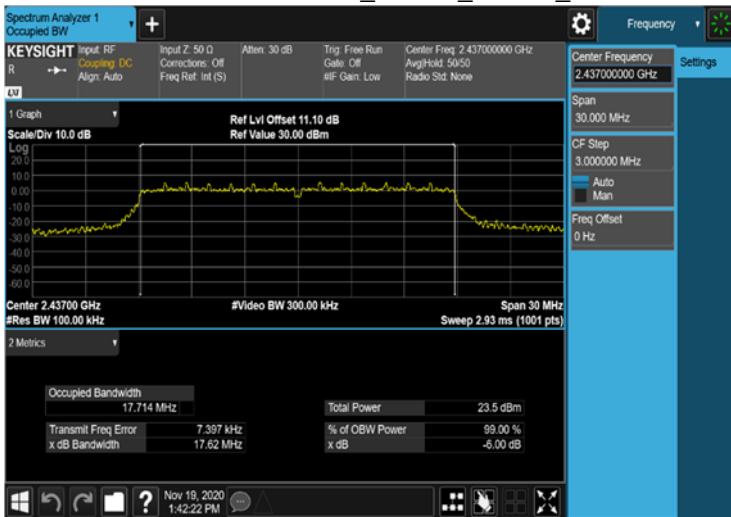 Spectrum Analyzer 1
Occupied BW
Frequency
KEYSIGHT
R
LXI
Input: RF
Coupling: DC
Align: Auto
Input Z: 50 Ω
Corrections: Off
Freq Ref: Int (S)
Atten: 30 dB
Trig: Free Run
Gate: Off
#IF Gain: Low
Center Freq: 2.437000000 GHz
Avg|Hold: 50/50
Radio Std: None
Center Frequency
2.437000000 GHz
Settings
Span
30.000 MHz
CF Step
3.000000 MHz
Auto
Man
Freq Offset
0 Hz
1 Graph
Scale/Div 10.0 dB
Ref Lvl Offset 11.10 dB
Ref Value 30.00 dBm
Log
20.0
10.0
0.00
-10.0
-20.0
-30.0
-40.0
-50.0
-60.0
Center 2.43700 GHz
#Res BW 100.00 kHz
#Video BW 300.00 kHz
Span 30 MHz
Sweep 2.93 ms (1001 pts)
2 Metrics
Occupied Bandwidth
17.714 MHz
Total Power 23.5 dBm
Transmit Freq Error 7.397 kHz
% of OBW Power 99.00 %
x dB Bandwidth 17.62 MHz
x dB -6.00 dB
Nov 19, 2020
1:42:22 PM